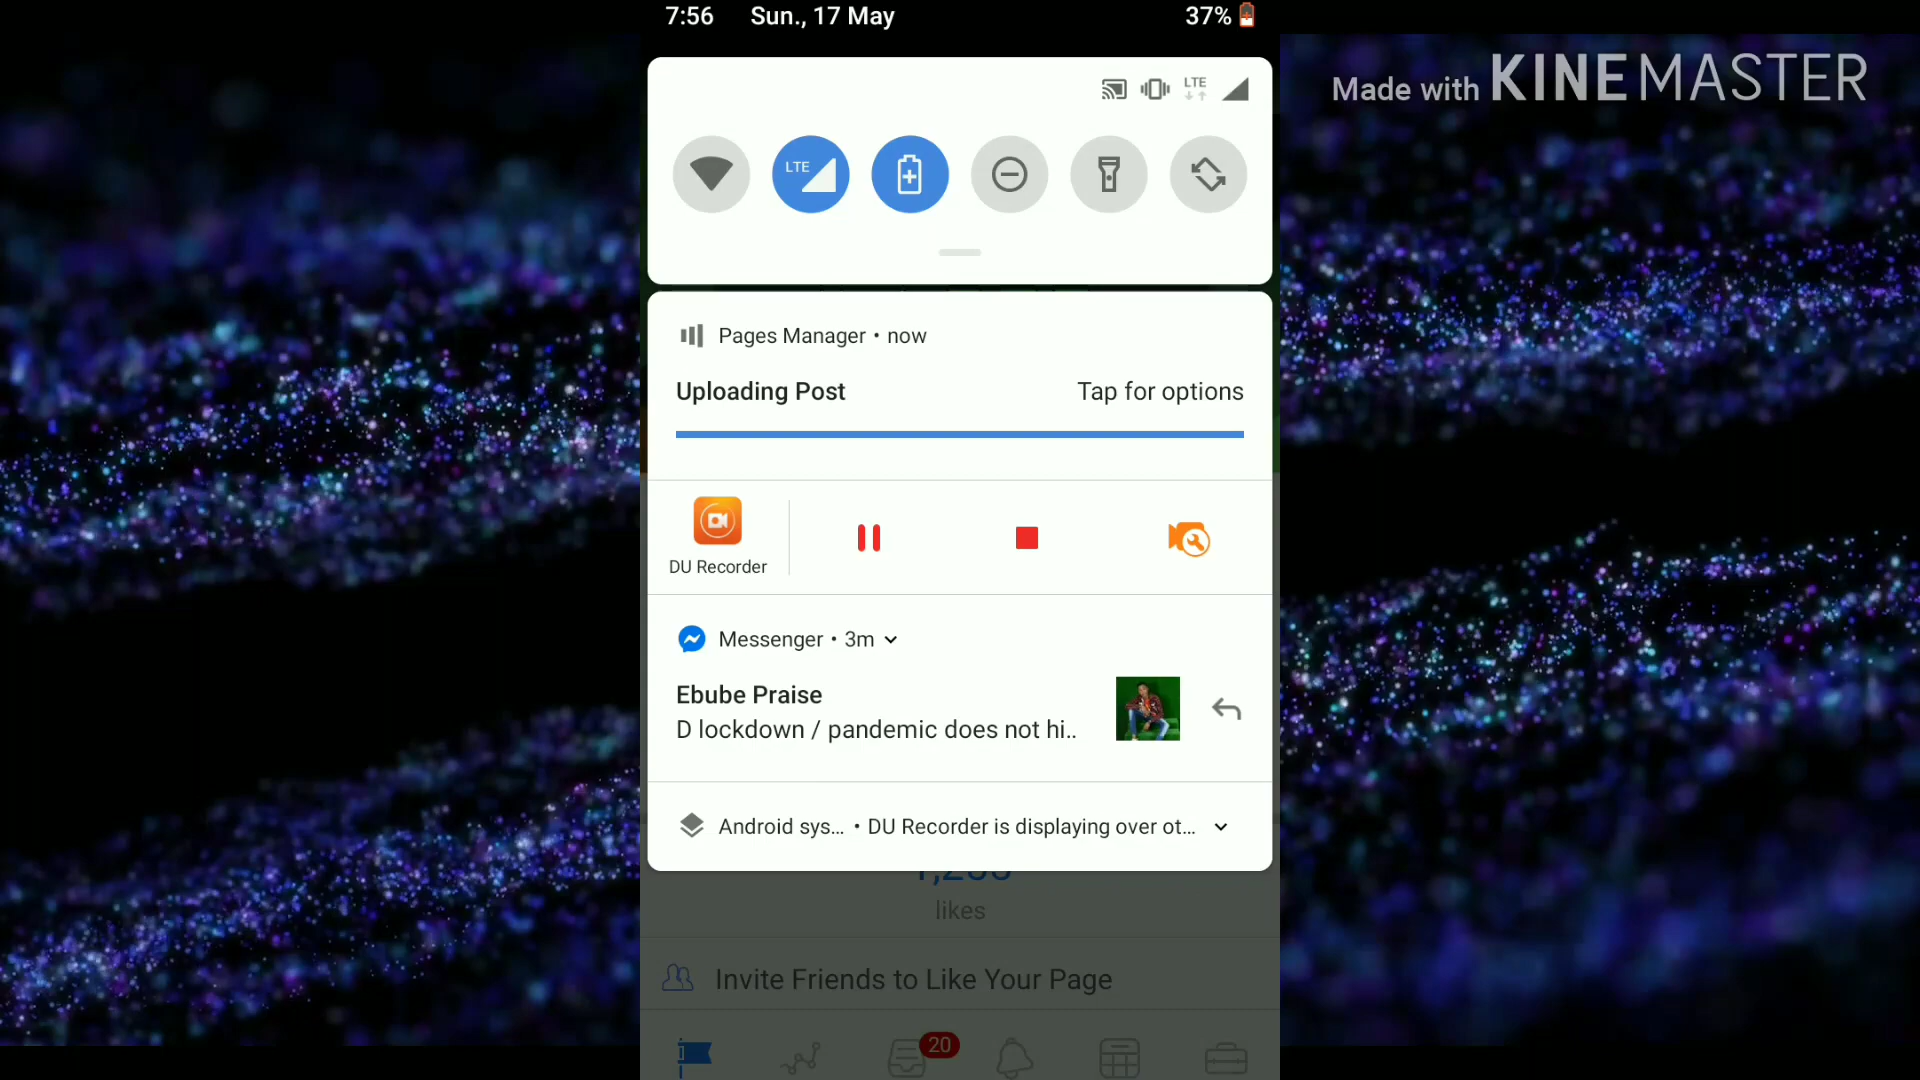 7:56 Sun., 17 May 37%
Made with KINEMASTER
LTE
LTE
Pages Manager • now
Uploading Post Tap for options
DU Recorder
Messenger • 3m
Ebube Praise
D lockdown / pandemic does not hi..
Android sys... • DU Recorder is displaying over ot...
likes
Invite Friends to Like Your Page
20